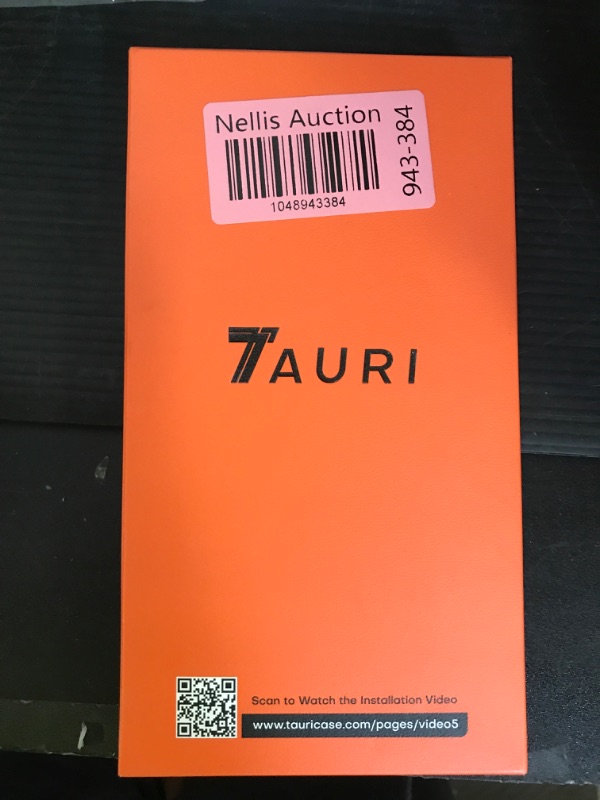 Nellis Auction
1048943384
943-384
TAURI
Scan to Watch the Installation Video
www.tauricase.com/pages/video5